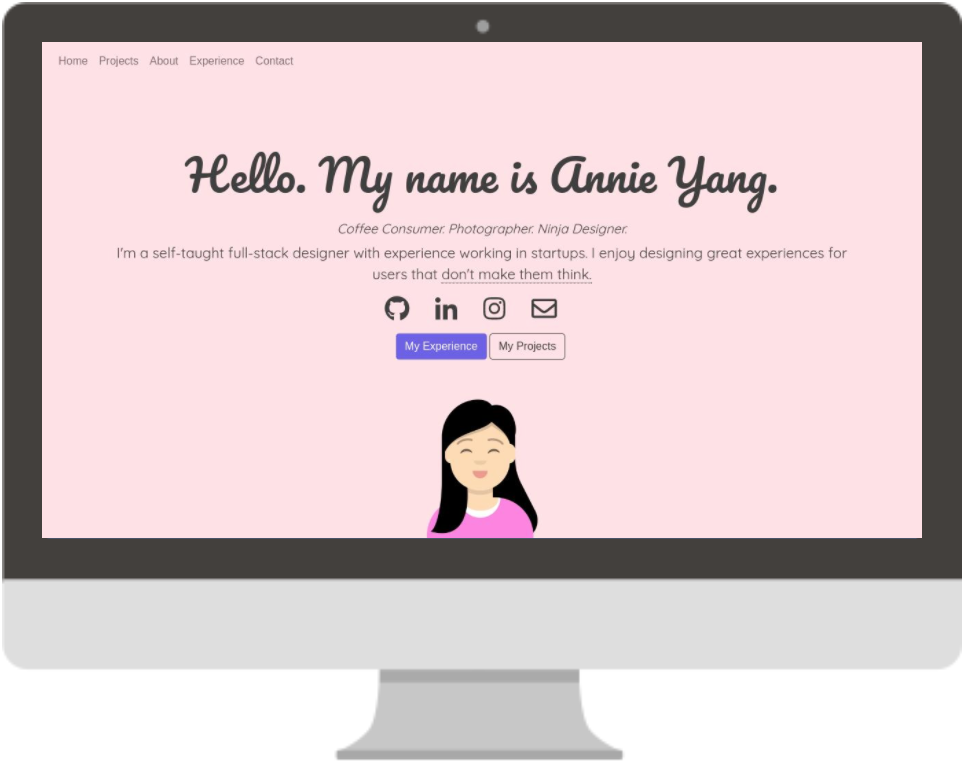 Home Projects About Experience Contact
Hello. My name is Annie Yang.
Coffee Consumer. Photographer. Ninja Designer.
I'm a self-taught full-stack designer with experience working in startups. I enjoy designing great experiences for
users that don't make them think.
in
My Experience My Projects